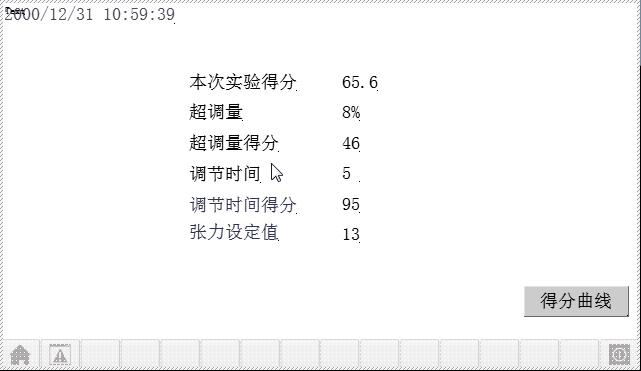 2000/12/31 10:59:39
本次实验得分 65.6
超调量 8%
超调量得分 46
调节时间 5
调节时间得分 95
张力设定值 13
得分曲线